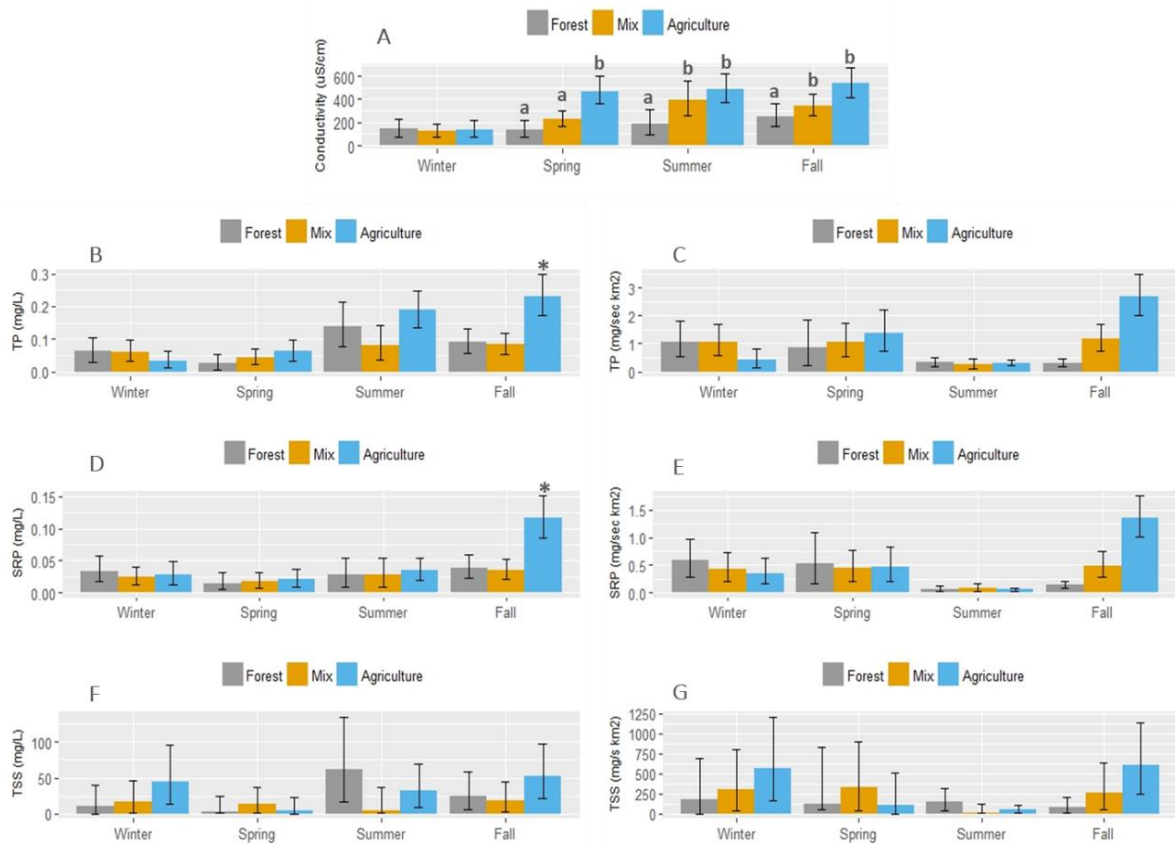 Forest Mix Agriculture
A
Conductivity (uS/cm)
600
400
200
0
a a b
a b b
a b b
Winter Spring Summer Fall
Forest Mix Agriculture
B
TP (mg/L)
0.3
0.2
0.1
0.0
*
Winter Spring Summer Fall
Forest Mix Agriculture
C
TP (mg/sec km2)
3
2
1
0
Winter Spring Summer Fall
Forest Mix Agriculture
D
SRP (mg/L)
0.15
0.10
0.05
0.00
*
Winter Spring Summer Fall
Forest Mix Agriculture
E
SRP (mg/sec km2)
1.5
1.0
0.5
0.0
Winter Spring Summer Fall
Forest Mix Agriculture
F
TSS (mg/L)
100
50
0
Winter Spring Summer Fall
Forest Mix Agriculture
G
TSS (mg/s km2)
1250
1000
750
500
250
0
Winter Spring Summer Fall